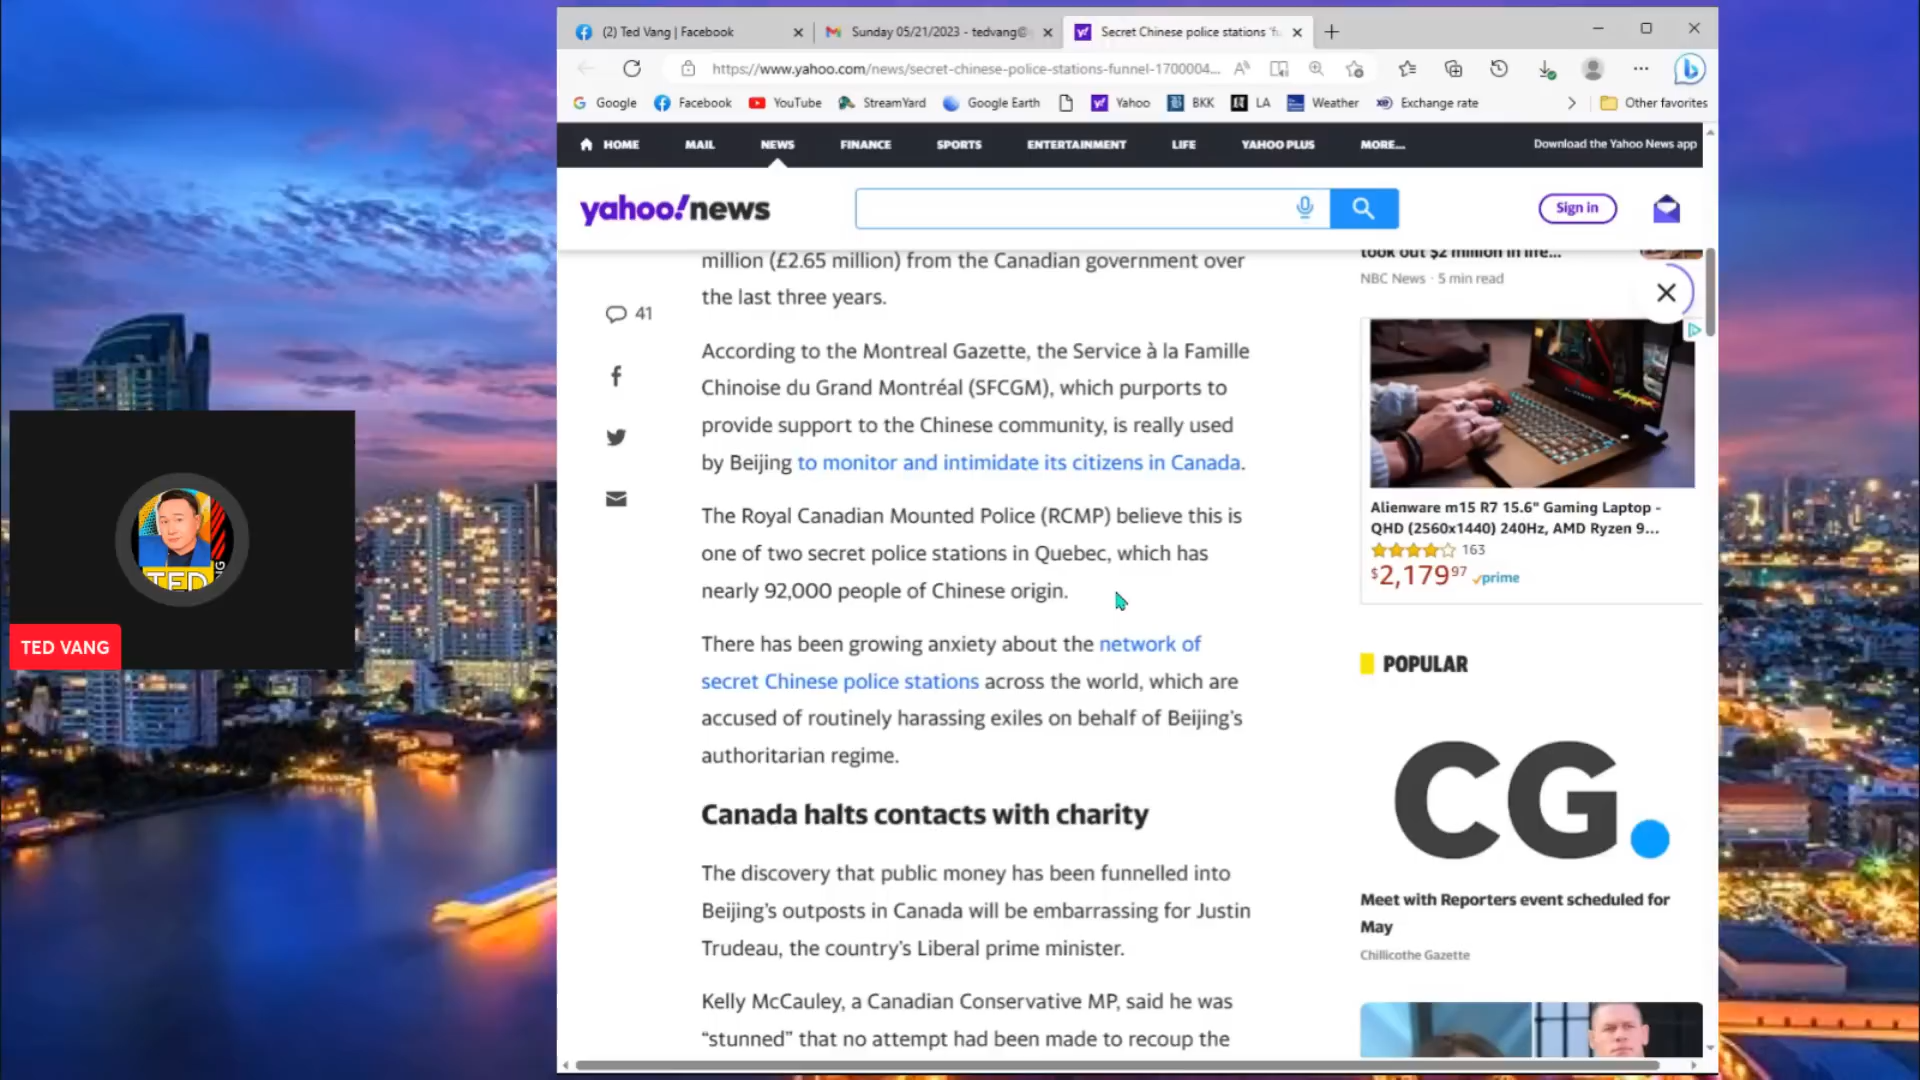 (2) Ted Vang | Facebook
Sunday 05/21/2023 - tedvang@
Secret Chinese police stations 'fu
https://www.yahoo.com/news/secret-chinese-police-stations-funnel-1700004...
Google
Facebook
YouTube
StreamYard
Google Earth
Yahoo
BKK
LA
Weather
Exchange rate
Other favorites
HOME
MAIL
NEWS
FINANCE
SPORTS
ENTERTAINMENT
LIFE
YAHOO PLUS
MORE...
Download the Yahoo News app
yahoo!news
Sign in
41
million (£2.65 million) from the Canadian government over
the last three years.
According to the Montreal Gazette, the Service à la Famille
Chinoise du Grand Montréal (SFCGM), which purports to
provide support to the Chinese community, is really used
by Beijing to monitor and intimidate its citizens in Canada.
The Royal Canadian Mounted Police (RCMP) believe this is
one of two secret police stations in Quebec, which has
nearly 92,000 people of Chinese origin.
There has been growing anxiety about the network of
secret Chinese police stations across the world, which are
accused of routinely harassing exiles on behalf of Beijing's
authoritarian regime.
Canada halts contacts with charity
The discovery that public money has been funnelled into
Beijing's outposts in Canada will be embarrassing for Justin
Trudeau, the country's Liberal prime minister.
Kelly McCauley, a Canadian Conservative MP, said he was
"stunned" that no attempt had been made to recoup the
took out $2 million in life...
NBC News · 5 min read
Alienware m15 R7 15.6" Gaming Laptop -
QHD (2560x1440) 240Hz, AMD Ryzen 9...
163
$2,179.97 prime
POPULAR
CG.
Meet with Reporters event scheduled for
May
Chillicothe Gazette
TED
TED VANG